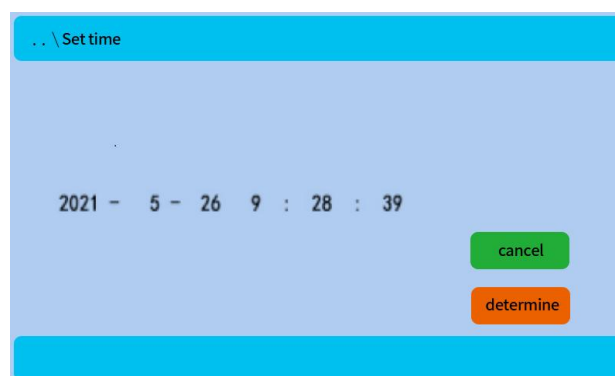 . . \ Set time
2021 - 5 - 26 9 : 28 : 39
cancel
determine